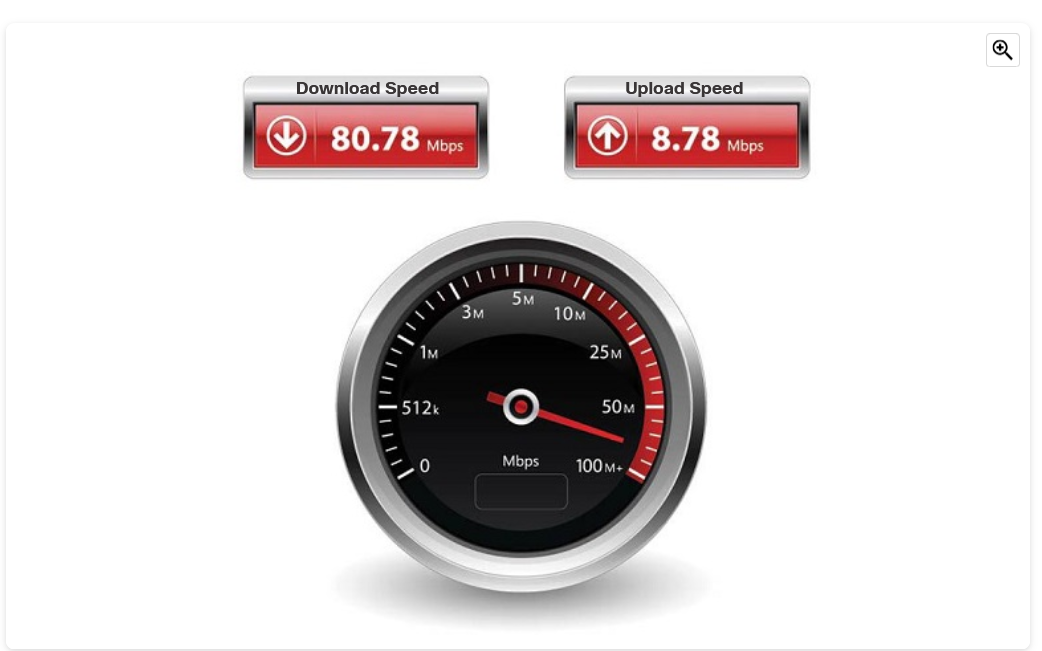 Download Speed
80.78 Mbps
Upload Speed
8.78 Mbps
5M
3M
10M
1M
25M
512k
50M
0
Mbps
100M+